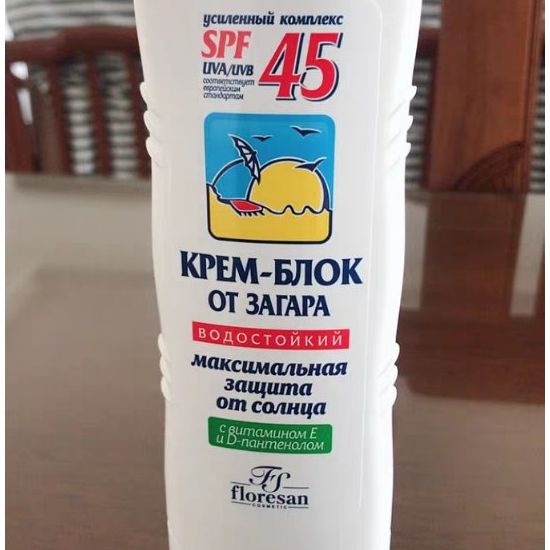 усиленный комплекс
SPF 45
UVA/UVB
соответствует
европейским
стандартам
КРЕМ-БЛОК
ОТ ЗАГАРА
ВОДОСТОЙКИЙ
максимальная
защита
от солнца
с витамином Е
и D-пантенолом
FS
floresan
COSMETIC